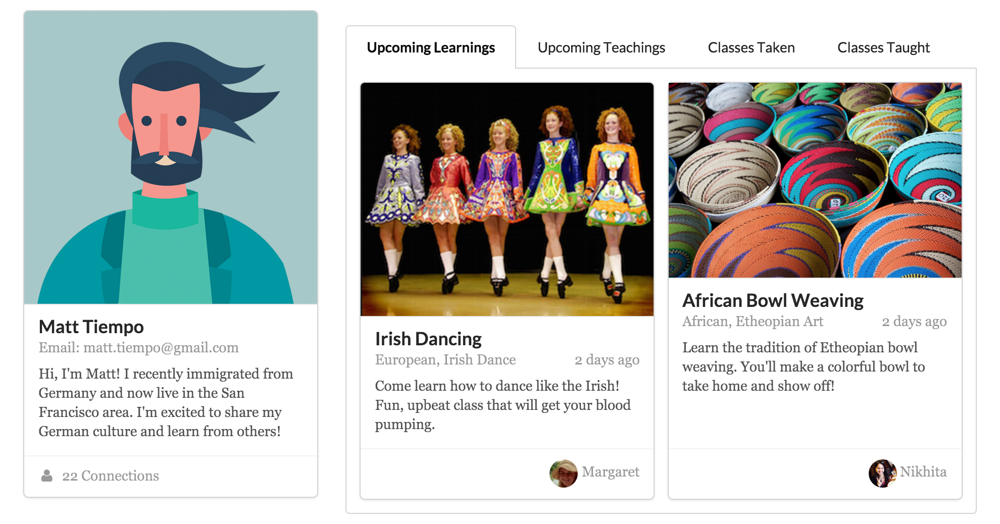 Matt Tiempo
Email: matt.tiempo@gmail.com
Hi, I'm Matt! I recently immigrated from
Germany and now live in the San
Francisco area. I'm excited to share my
German culture and learn from others!
22 Connections
Upcoming Learnings
Upcoming Teachings
Classes Taken
Classes Taught
Irish Dancing
European, Irish Dance
2 days ago
Come learn how to dance like the Irish!
Fun, upbeat class that will get your blood
pumping.
Margaret
African Bowl Weaving
African, Etheopian Art
2 days ago
Learn the tradition of Etheopian bowl
weaving. You'll make a colorful bowl to
take home and show off!
Nikhita